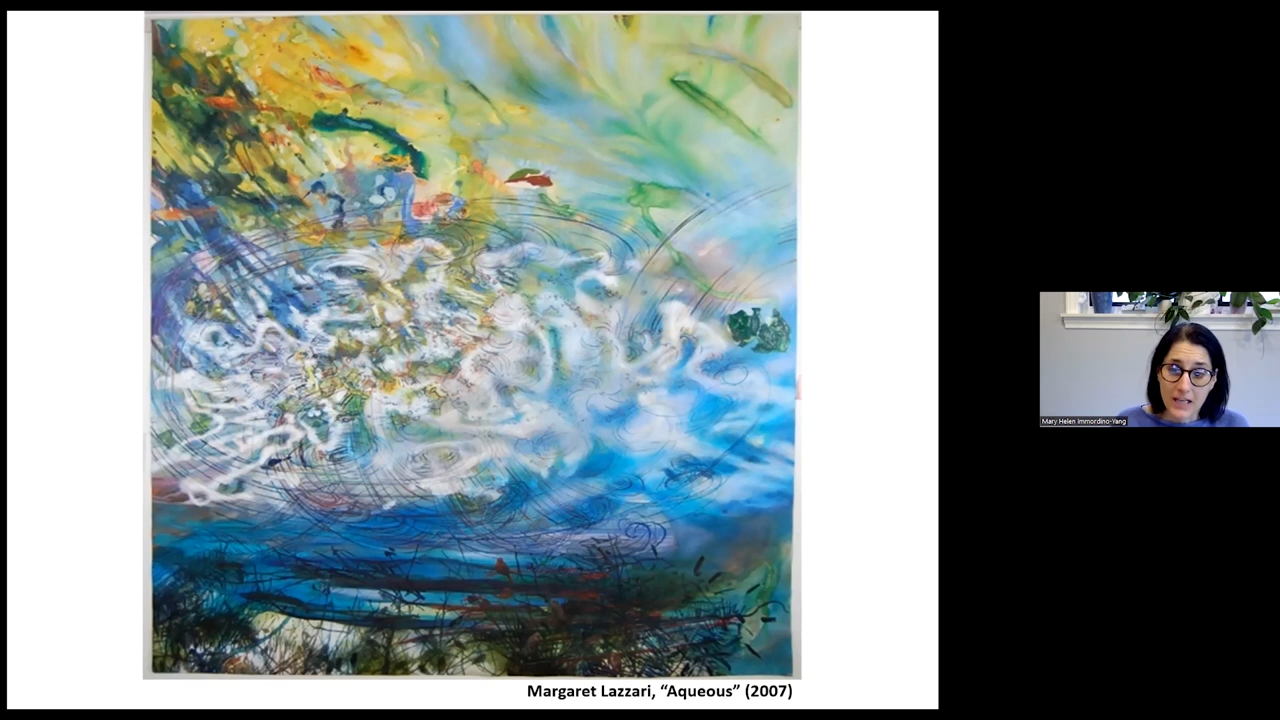 Margaret Lazzari, “Aqueous” (2007)
Mary Helen Immordino-Yang